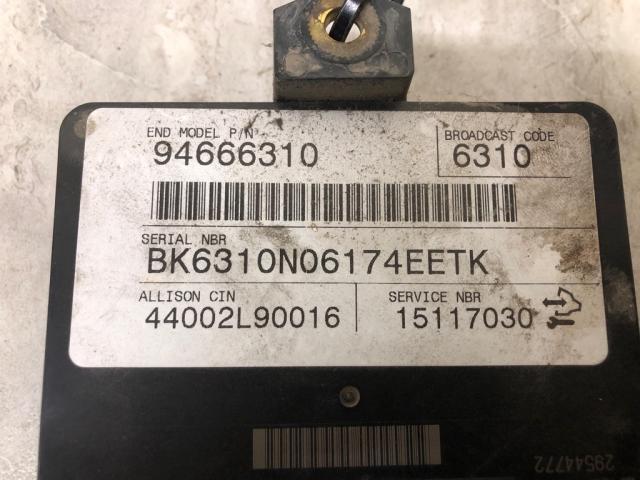 END MODEL P/N
BROADCAST CODE
94666310
6310
SERIAL NBR
BK6310N06174EETK
ALLISON CIN
SERVICE NBR
44002L90016
15117030
29544772